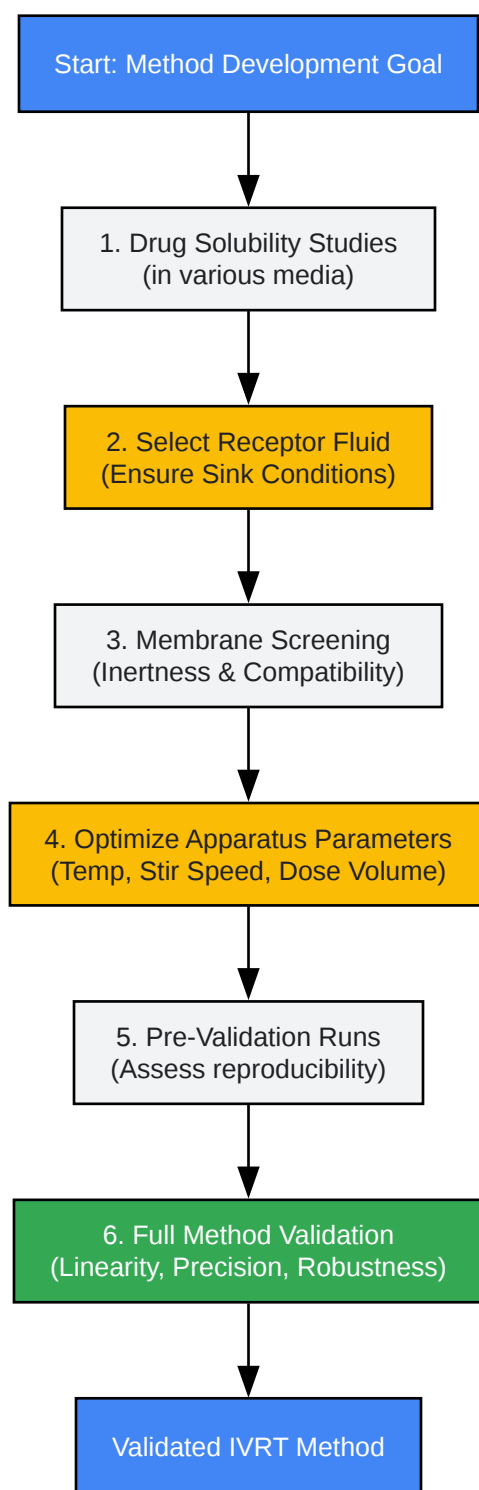 Start: Method Development Goal
1. Drug Solubility Studies
(in various media)
2. Select Receptor Fluid
(Ensure Sink Conditions)
3. Membrane Screening
(Inertness & Compatibility)
4. Optimize Apparatus Parameters
(Temp, Stir Speed, Dose Volume)
5. Pre-Validation Runs
(Assess reproducibility)
6. Full Method Validation
(Linearity, Precision, Robustness)
Validated IVRT Method